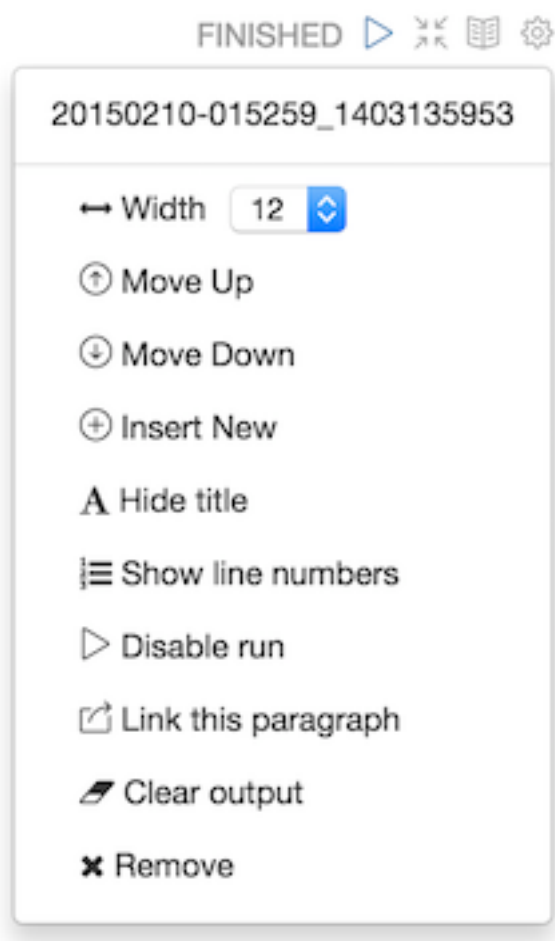 FINISHED
20150210-015259_1403135953
Width 12
Move Up
Move Down
Insert New
Hide title
Show line numbers
Disable run
Link this paragraph
Clear output
Remove